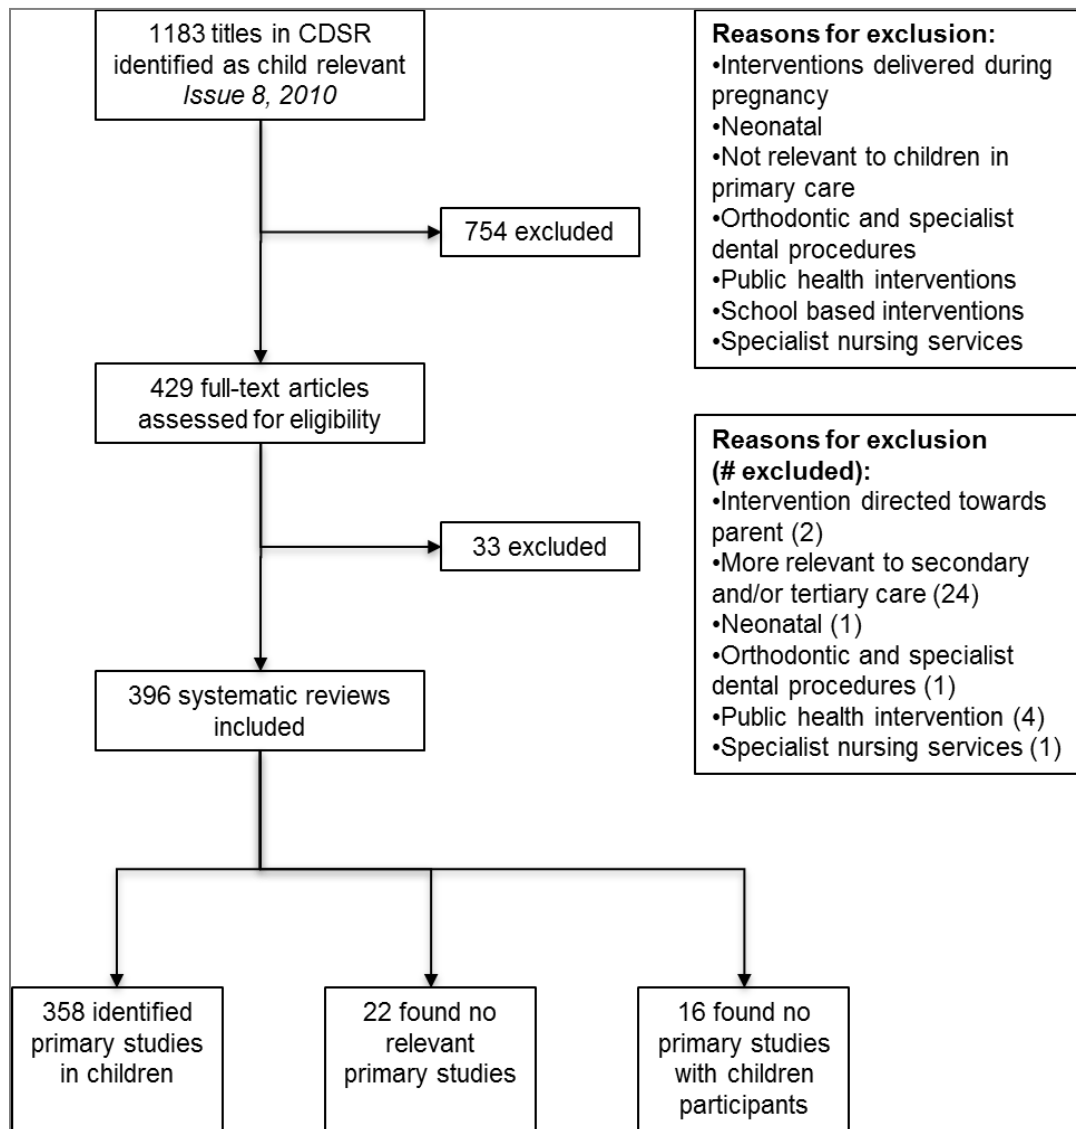 1183 titles in CDSR
identified as child relevant
Issue 8, 2010
Reasons for exclusion:
•Interventions delivered during
pregnancy
•Neonatal
•Not relevant to children in
primary care
•Orthodontic and specialist
dental procedures
•Public health interventions
•School based interventions
•Specialist nursing services
754 excluded
429 full-text articles
assessed for eligibility
Reasons for exclusion
(# excluded):
•Intervention directed towards
parent (2)
•More relevant to secondary
and/or tertiary care (24)
•Neonatal (1)
•Orthodontic and specialist
dental procedures (1)
•Public health intervention (4)
•Specialist nursing services (1)
33 excluded
396 systematic reviews
included
358 identified
primary studies
in children
22 found no
relevant
primary studies
16 found no
primary studies
with children
participants